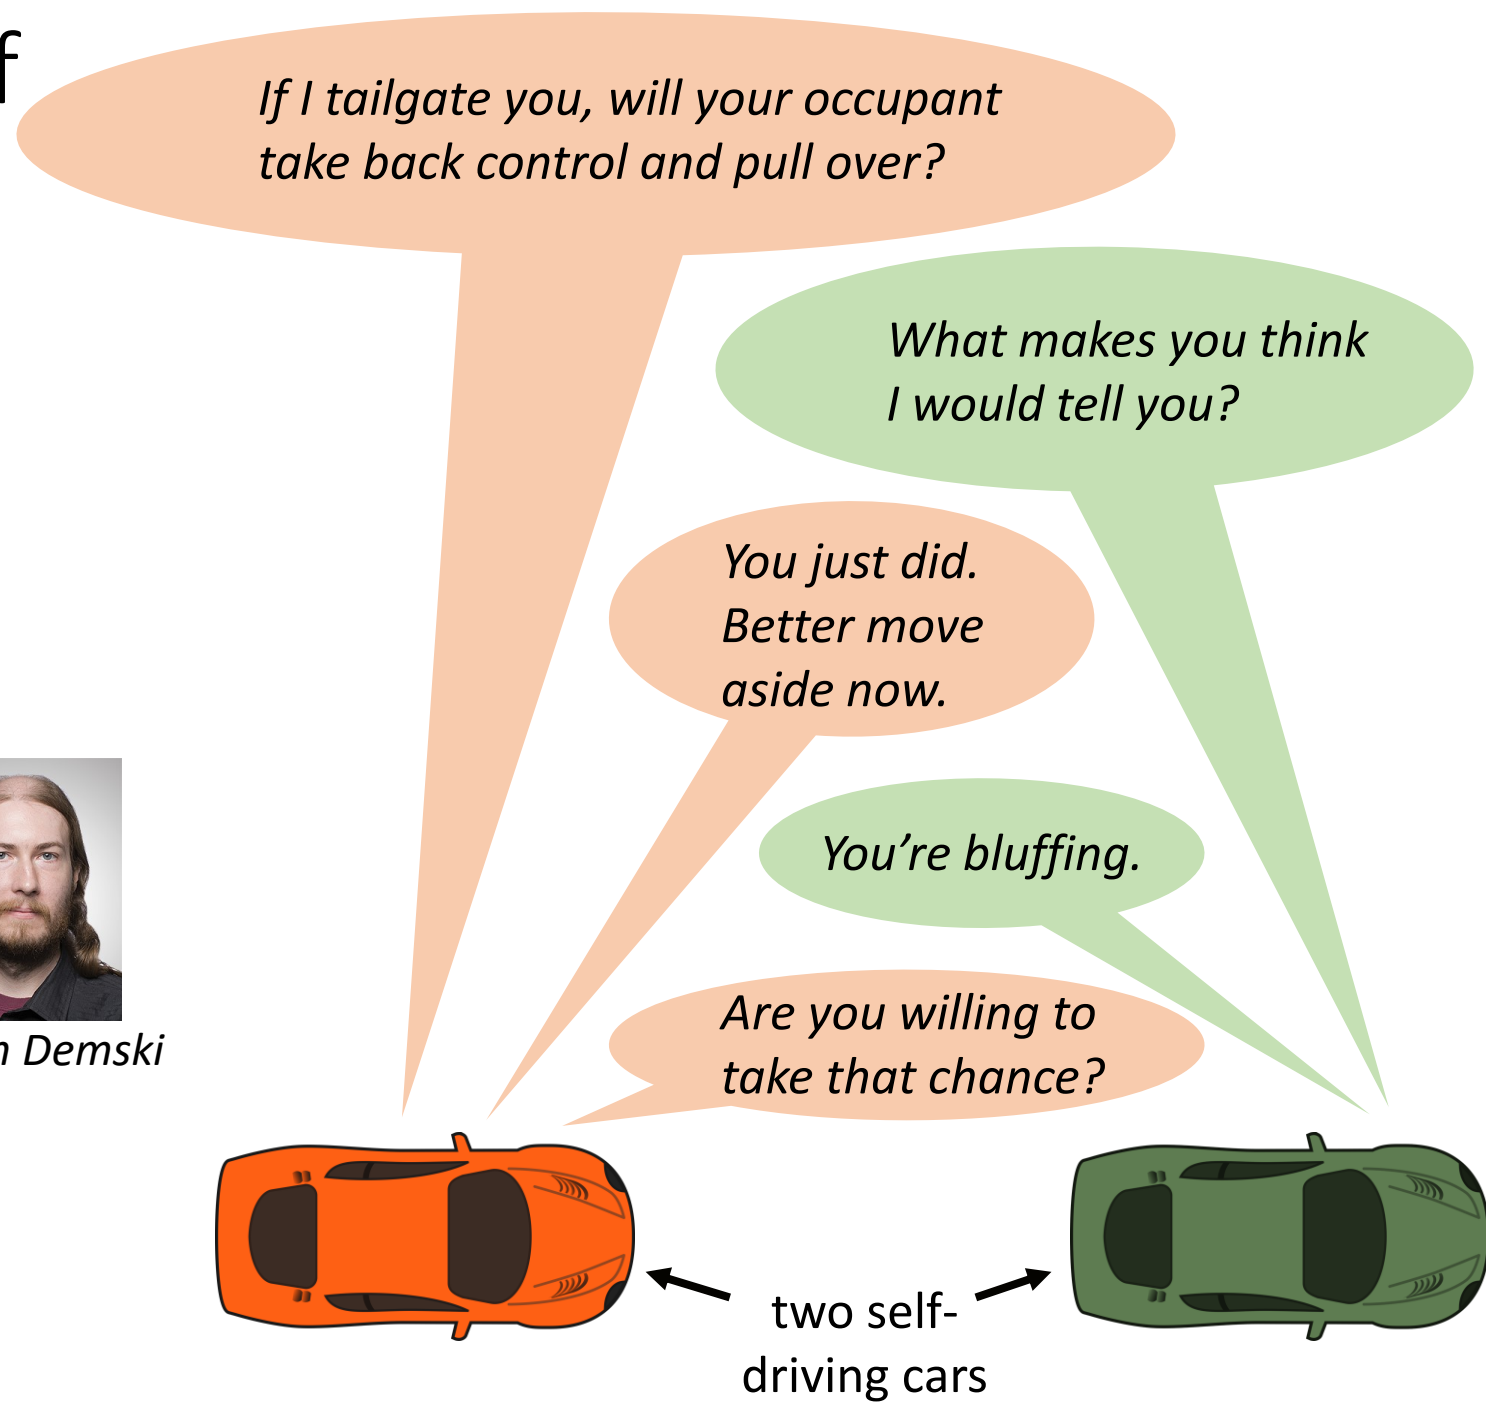 f
If I tailgate you, will your occupant
take back control and pull over?
What makes you think
I would tell you?
You just did.
Better move
aside now.
You’re bluffing.
Are you willing to
take that chance?
Demski
two self-
driving cars